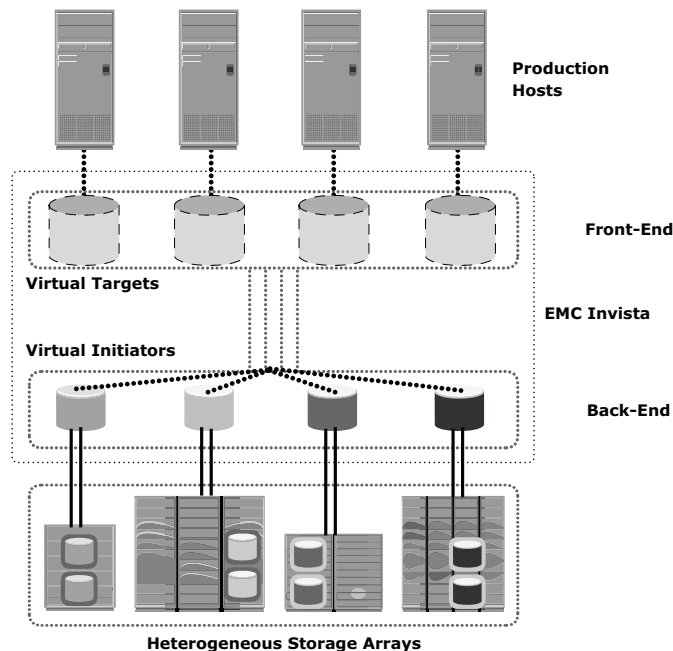 Production
Hosts
Front-End
Virtual Targets
EMC Invista
Virtual Initiators
Back-End
Heterogeneous Storage Arrays